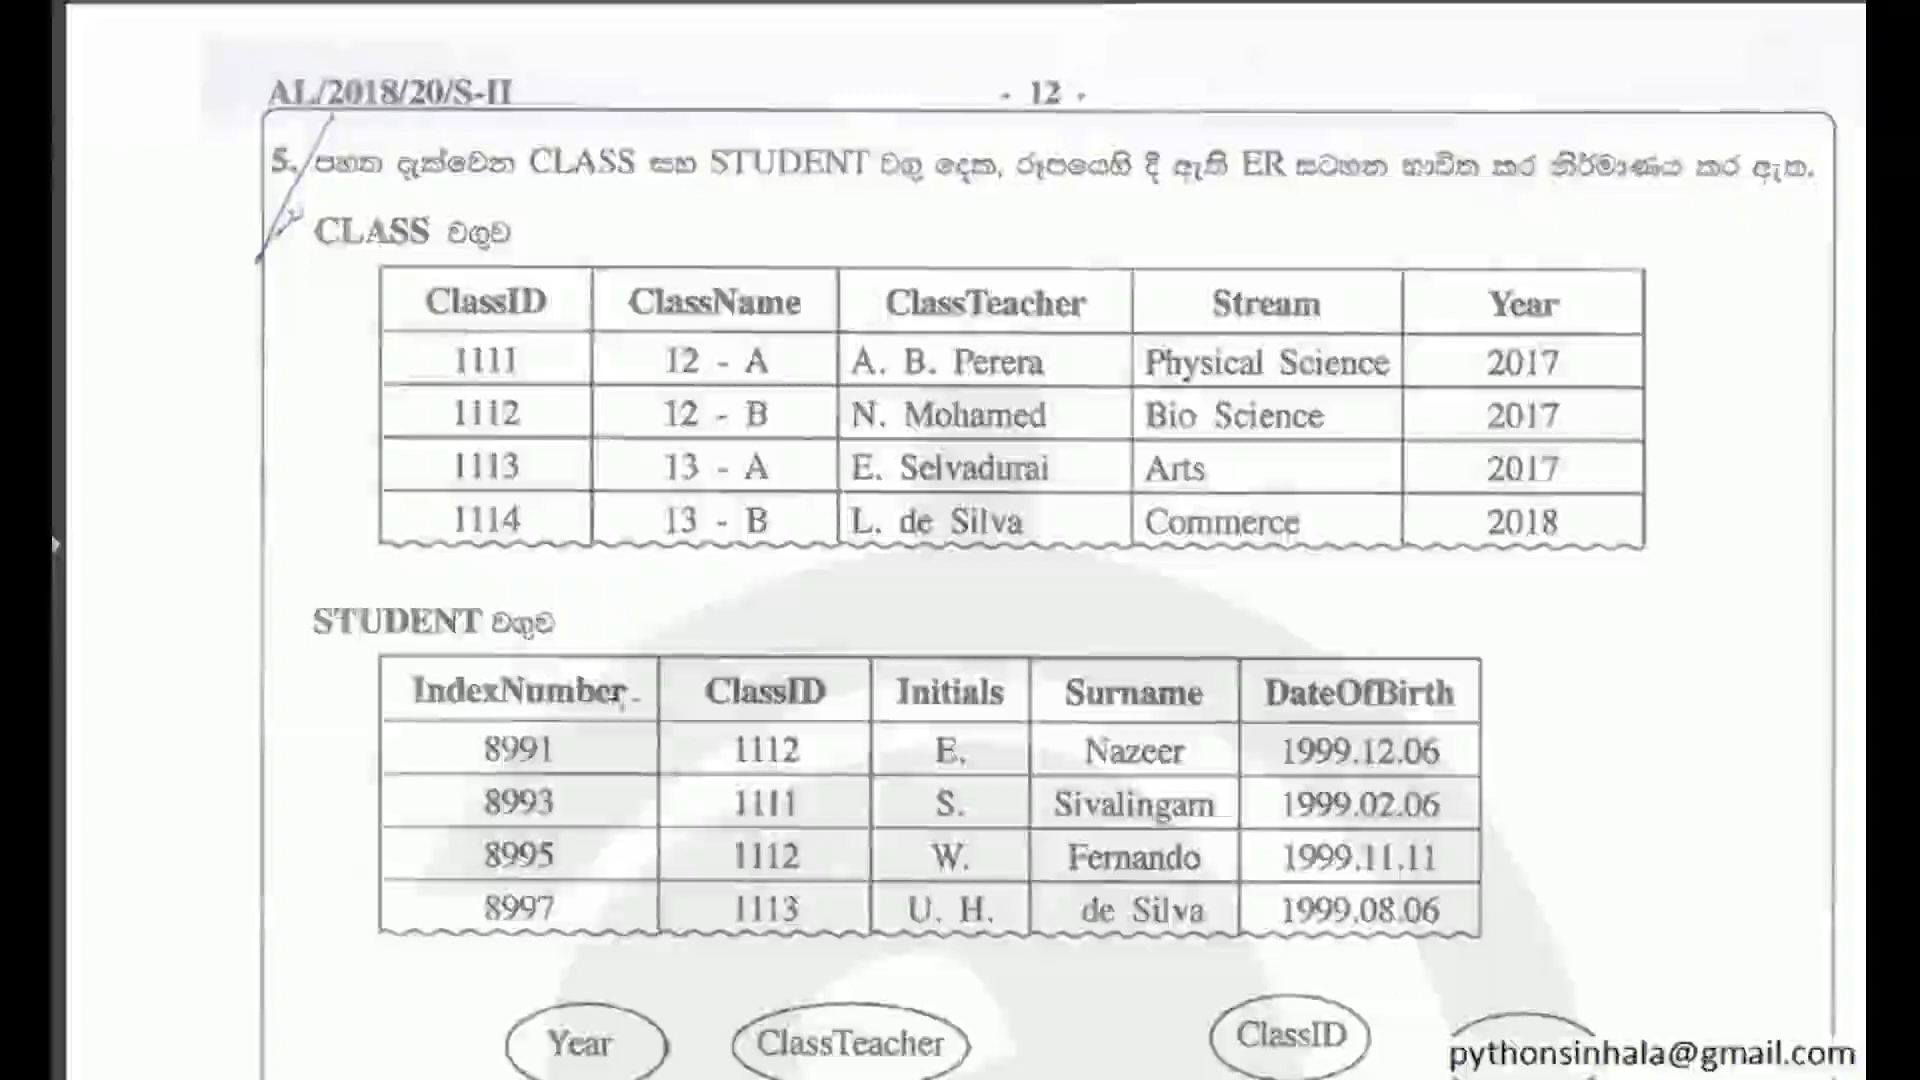 AL/2018/20/S-II - 12 -
5. පහත දැක්වෙන CLASS සහ STUDENT වගු දෙක, රූපයෙහි දී ඇති ER සටහන භාවිත කර නිර්මාණය කර ඇත.
CLASS වගුව
ClassID ClassName ClassTeacher Stream Year
1111 12 - A A. B. Perera Physical Science 2017
1112 12 - B N. Mohamed Bio Science 2017
1113 13 - A E. Selvadurai Arts 2017
1114 13 - B L. de Silva Commerce 2018
STUDENT වගුව
IndexNumber ClassID Initials Surname DateOfBirth
8991 1112 E. Nazeer 1999.12.06
8993 1111 S. Sivalingam 1999.02.06
8995 1112 W. Fernando 1999.11.11
8997 1113 U. H. de Silva 1999.08.06
Year ClassTeacher ClassID
pythonsinhala@gmail.com